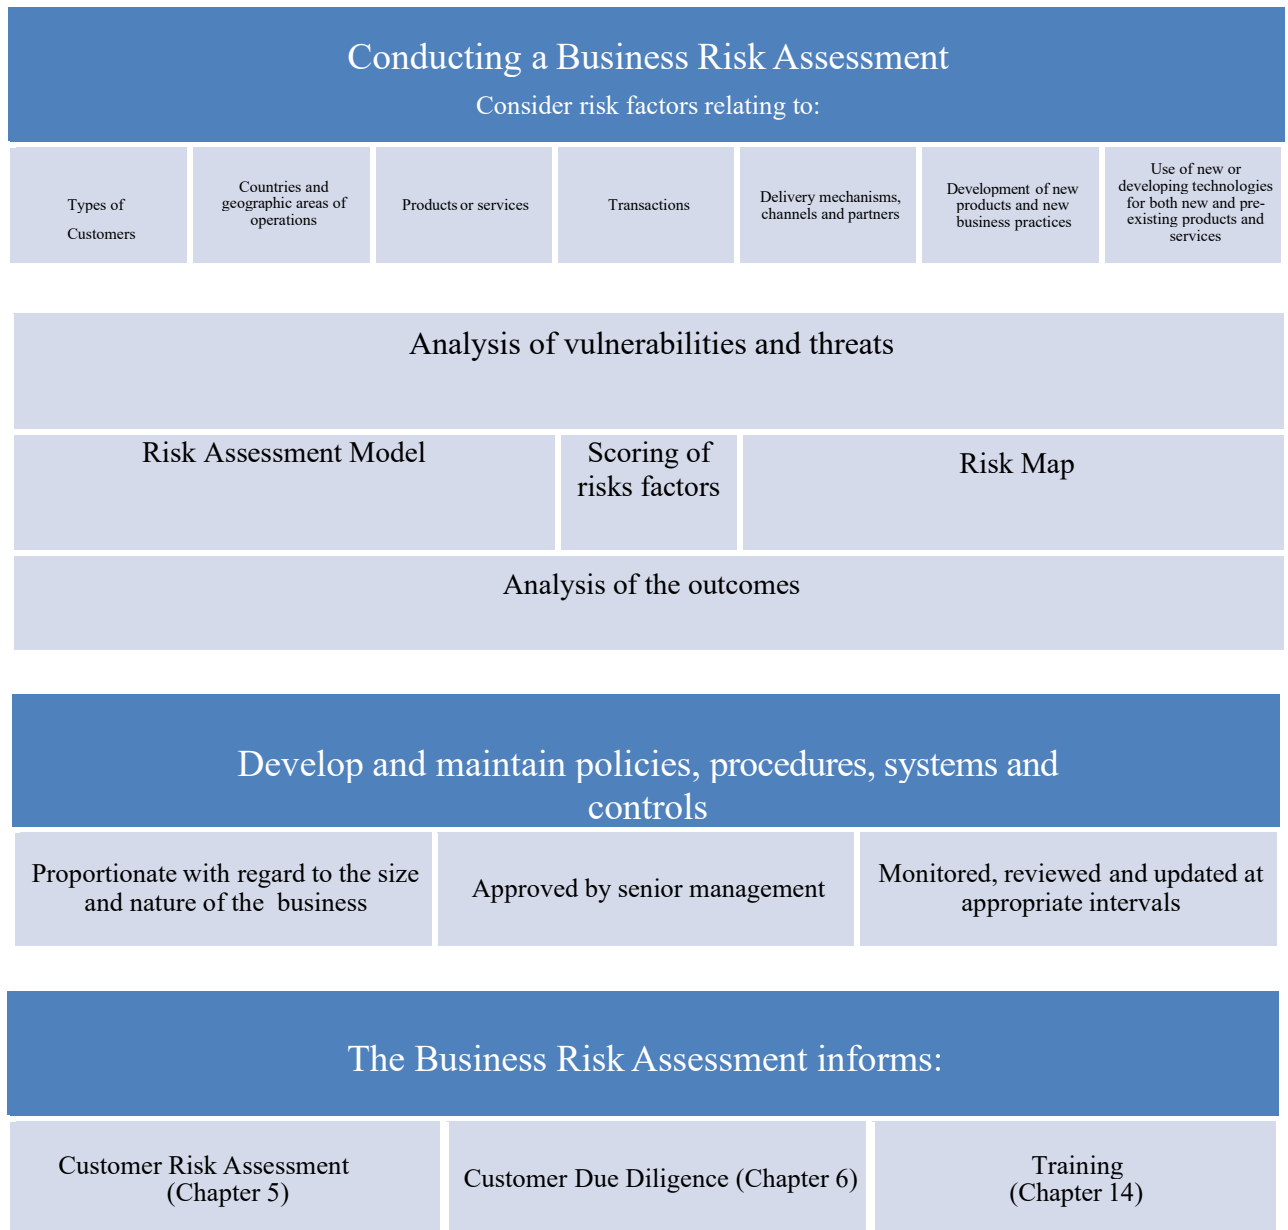 Conducting a Business Risk Assessment
Consider risk factors relating to:
Types of
Customers
Countries and
geographic areas of
operations
Products or services
Transactions
Delivery mechanisms,
channels and partners
Development of new
products and new
business practices
Use of new or
developing technologies
for both new and pre-
existing products and
services
Analysis of vulnerabilities and threats
Risk Assessment Model
Scoring of
risks factors
Risk Map
Analysis of the outcomes
Develop and maintain policies, procedures, systems and
controls
Proportionate with regard to the size
and nature of the business
Approved by senior management
Monitored, reviewed and updated at
appropriate intervals
The Business Risk Assessment informs:
Customer Risk Assessment
(Chapter 5)
Customer Due Diligence (Chapter 6)
Training
(Chapter 14)